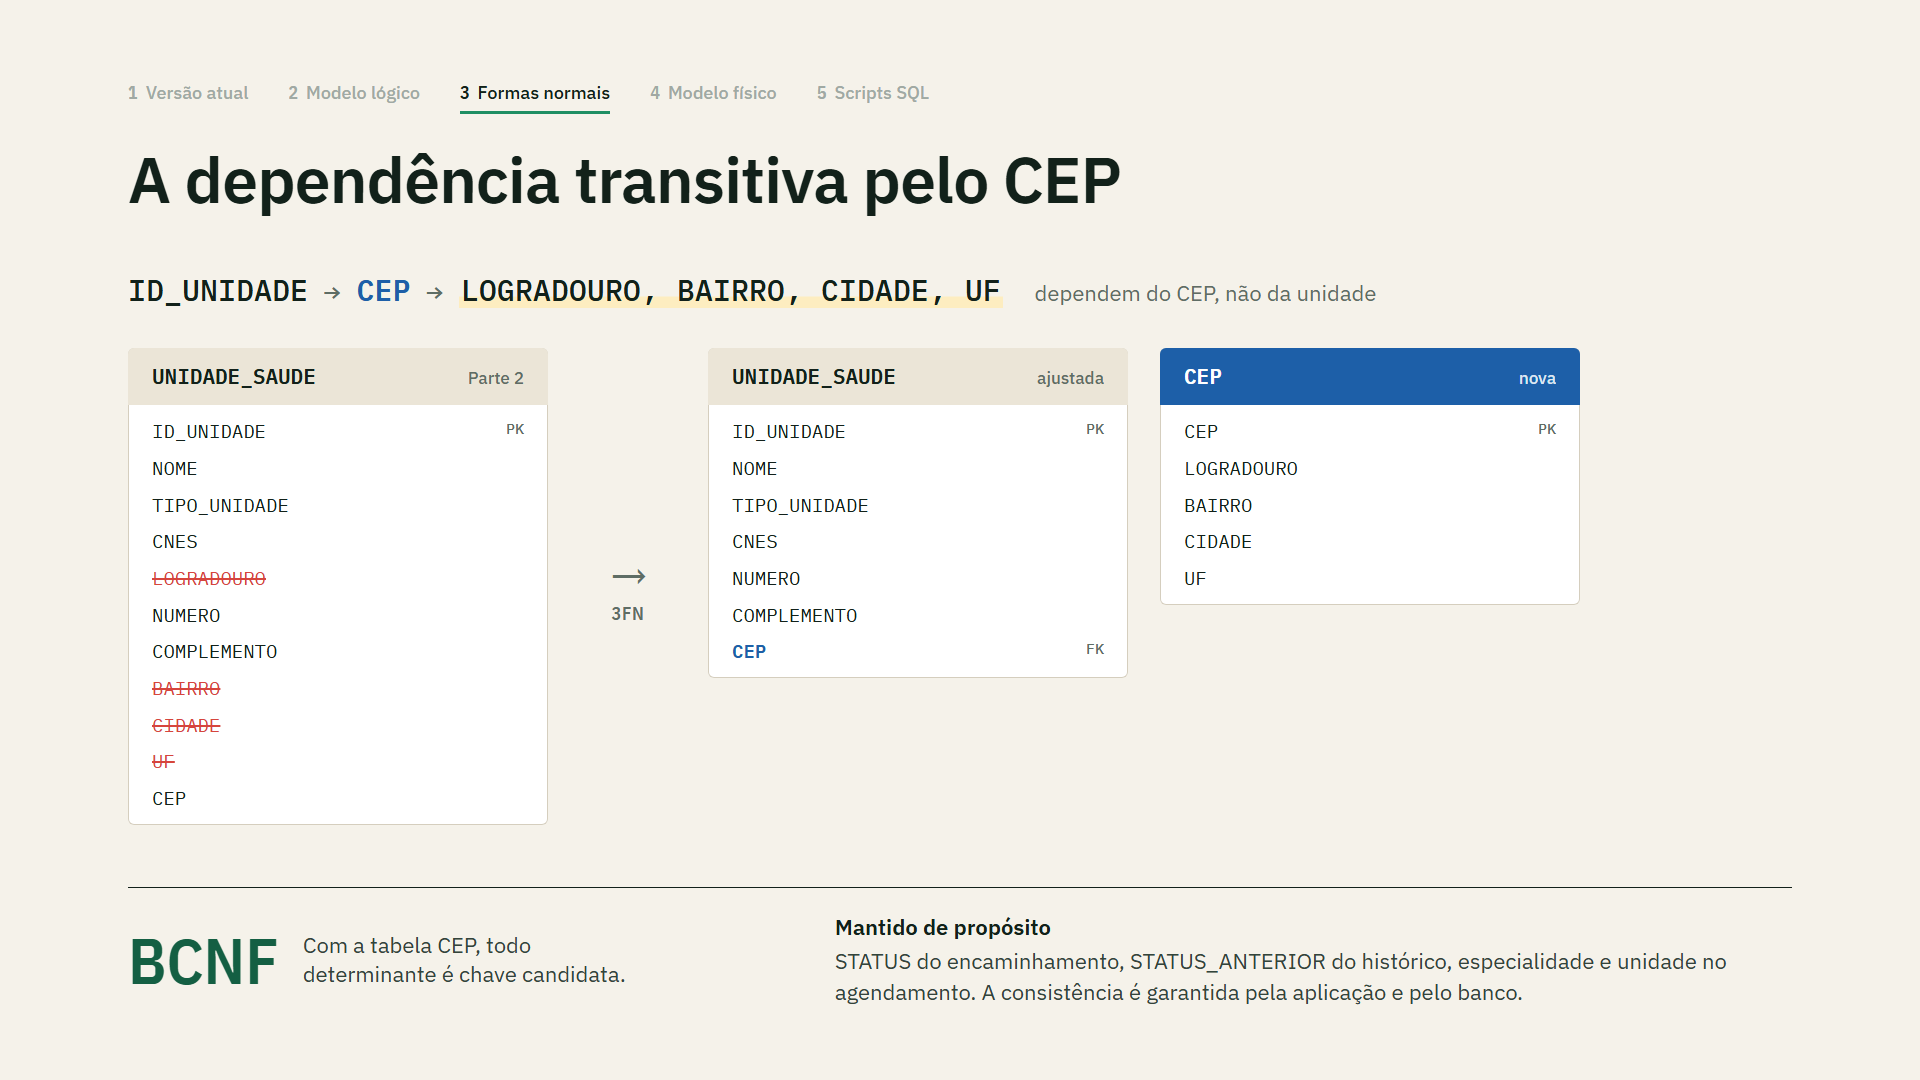 1 Versão atual 2 Modelo lógico 3 Formas normais 4 Modelo físico 5 Scripts SQL
A dependência transitiva pelo CEP
ID_UNIDADE → CEP → LOGRADOURO, BAIRRO, CIDADE, UF dependem do CEP, não da unidade
UNIDADE_SAUDE Parte 2
ID_UNIDADE PK
NOME
TIPO_UNIDADE
CNES
LOGRADOURO
NUMERO
COMPLEMENTO
BAIRRO
CIDADE
UF
CEP
→
3FN
UNIDADE_SAUDE ajustada
ID_UNIDADE PK
NOME
TIPO_UNIDADE
CNES
NUMERO
COMPLEMENTO
CEP FK
CEP nova
CEP PK
LOGRADOURO
BAIRRO
CIDADE
UF
BCNF
Com a tabela CEP, todo
determinante é chave candidata.
Mantido de propósito
STATUS do encaminhamento, STATUS_ANTERIOR do histórico, especialidade e unidade no
agendamento. A consistência é garantida pela aplicação e pelo banco.